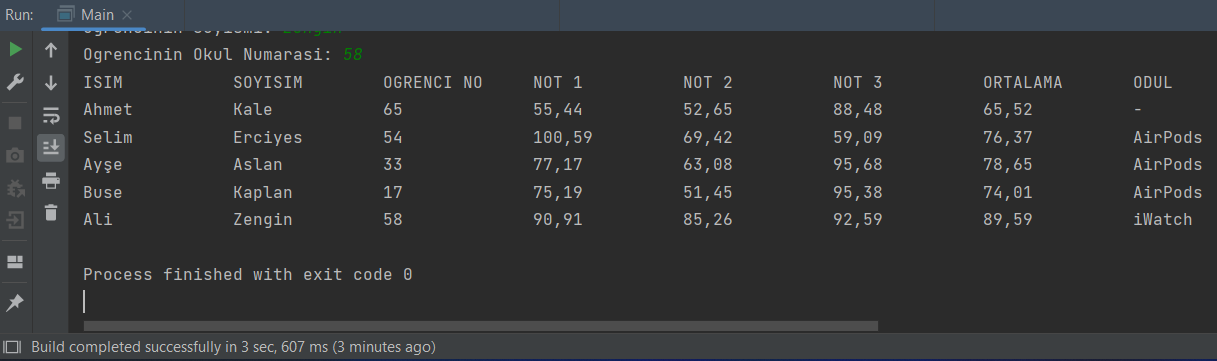 Run: Main
Ogrencinin Soyismi: Zengin
Ogrencinin Okul Numarasi: 58
ISIM SOYISIM OGRENCI NO NOT 1 NOT 2 NOT 3 ORTALAMA ODUL
Ahmet Kale 65 55,44 52,65 88,48 65,52 -
Selim Erciyes 54 100,59 69,42 59,09 76,37 AirPods
Ayşe Aslan 33 77,17 63,08 95,68 78,65 AirPods
Buse Kaplan 17 75,19 51,45 95,38 74,01 AirPods
Ali Zengin 58 90,91 85,26 92,59 89,59 iWatch
Process finished with exit code 0
Build completed successfully in 3 sec, 607 ms (3 minutes ago)